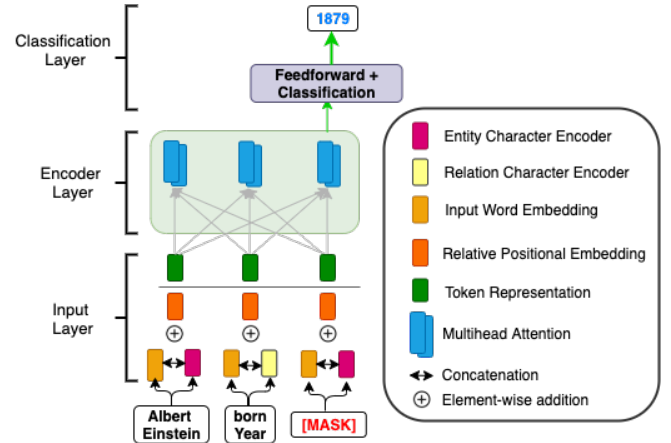 Classification
Layer
1879
Feedforward +
Classification
Encoder
Layer
Input
Layer
Albert
Einstein
born
Year
[MASK]
Entity Character Encoder
Relation Character Encoder
Input Word Embedding
Relative Positional Embedding
Token Representation
Multihead Attention
Concatenation
Element-wise addition